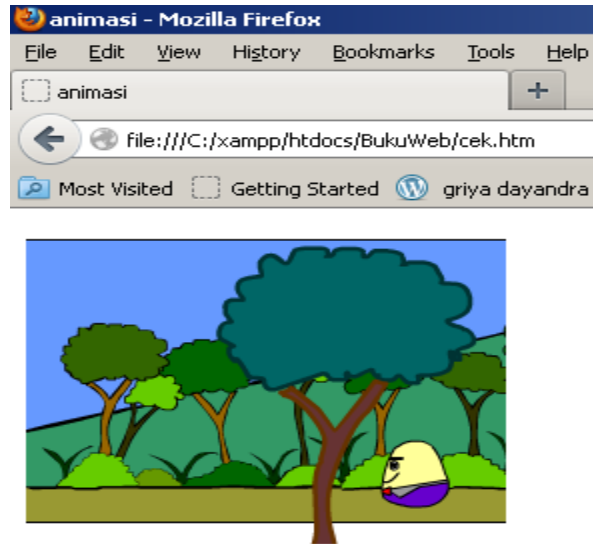 animasi - Mozilla Firefox
File Edit View History Bookmarks Tools Help
animasi +
file:///C:/xampp/htdocs/BukuWeb/cek.htm
Most Visited Getting Started griya dayandra